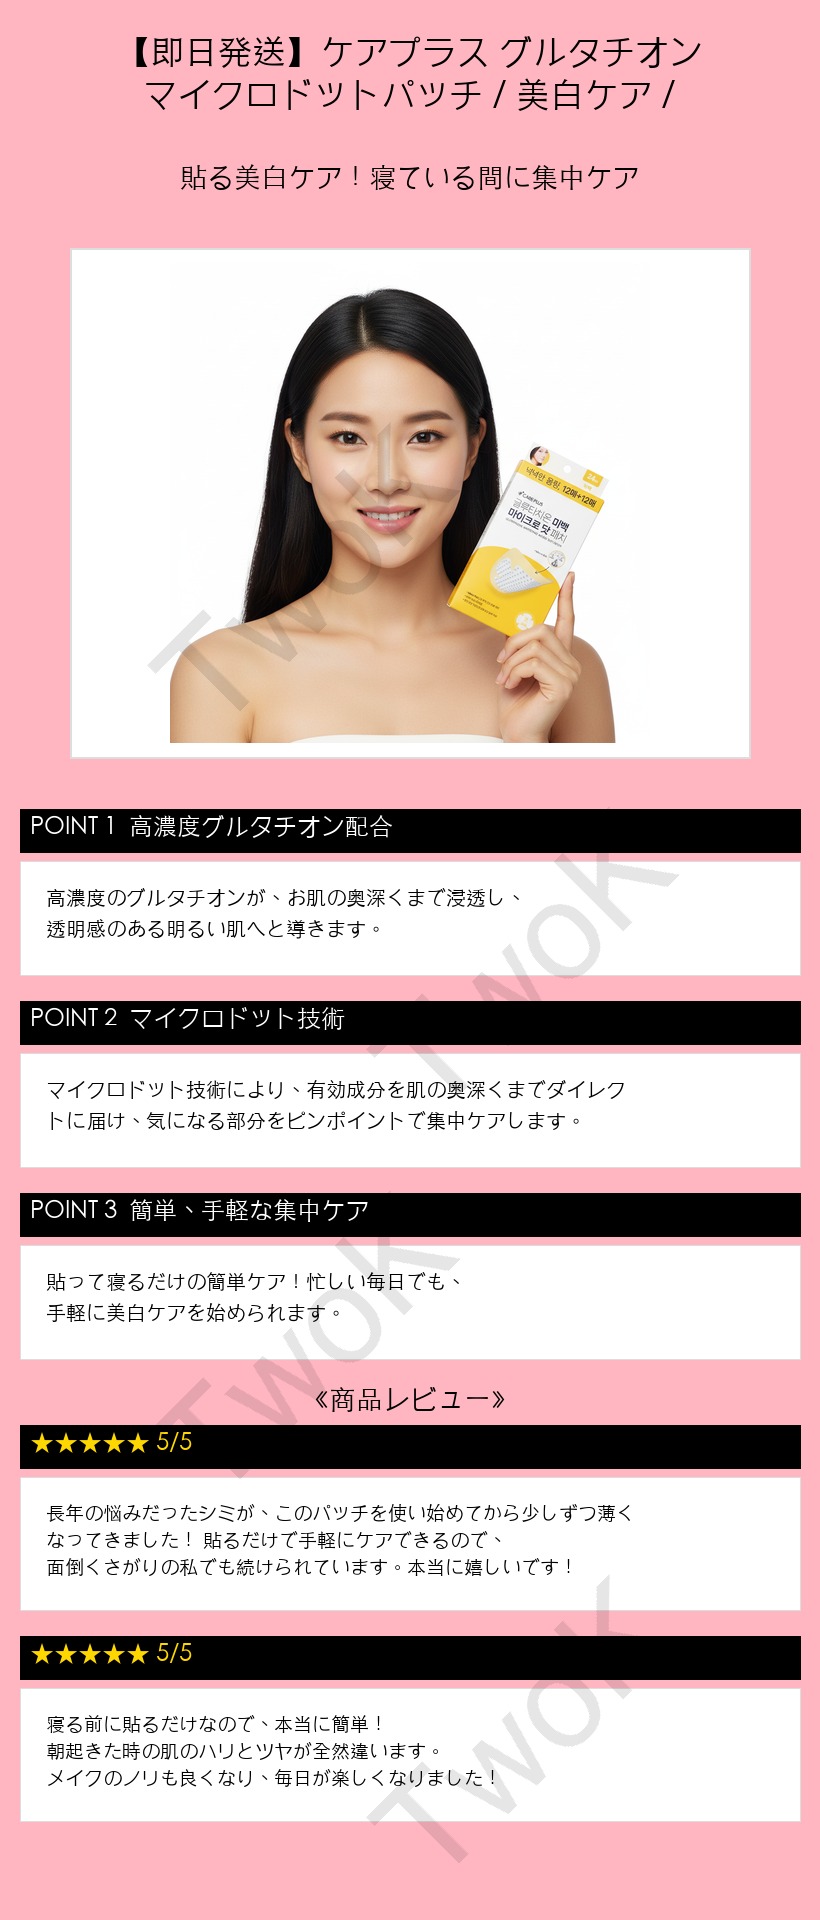 【即日発送】ケアプラス グルタチオン
マイクロドットパッチ / 美白ケア /
貼る美白ケア！寝ている間に集中ケア
넉넉한 용량, 12매+12매
CAREPLUS
글루타치온 미백
마이크로 닷 패치
Twok
POINT 1 高濃度グルタチオン配合
高濃度のグルタチオンが、お肌の奥深くまで浸透し、
透明感のある明るい肌へと導きます。
Twok
POINT 2 マイクロドット技術
マイクロドット技術により、有効成分を肌の奥深くまでダイレク
トに届け、気になる部分をピンポイントで集中ケアします。
POINT 3 簡単、手軽な集中ケア
貼って寝るだけの簡単ケア！忙しい毎日でも、
手軽に美白ケアを始められます。
Twok
《商品レビュー》
★★★★★ 5/5
長年の悩みだったシミが、このパッチを使い始めてから少しずつ薄く
なってきました！ 貼るだけで手軽にケアできるので、
面倒くさがりの私でも続けられています。本当に嬉しいです！
★★★★★ 5/5
寝る前に貼るだけなので、本当に簡単！
朝起きた時の肌のハリとツヤが全然違います。
メイクのノリも良くなり、毎日が楽しくなりました！
Twok